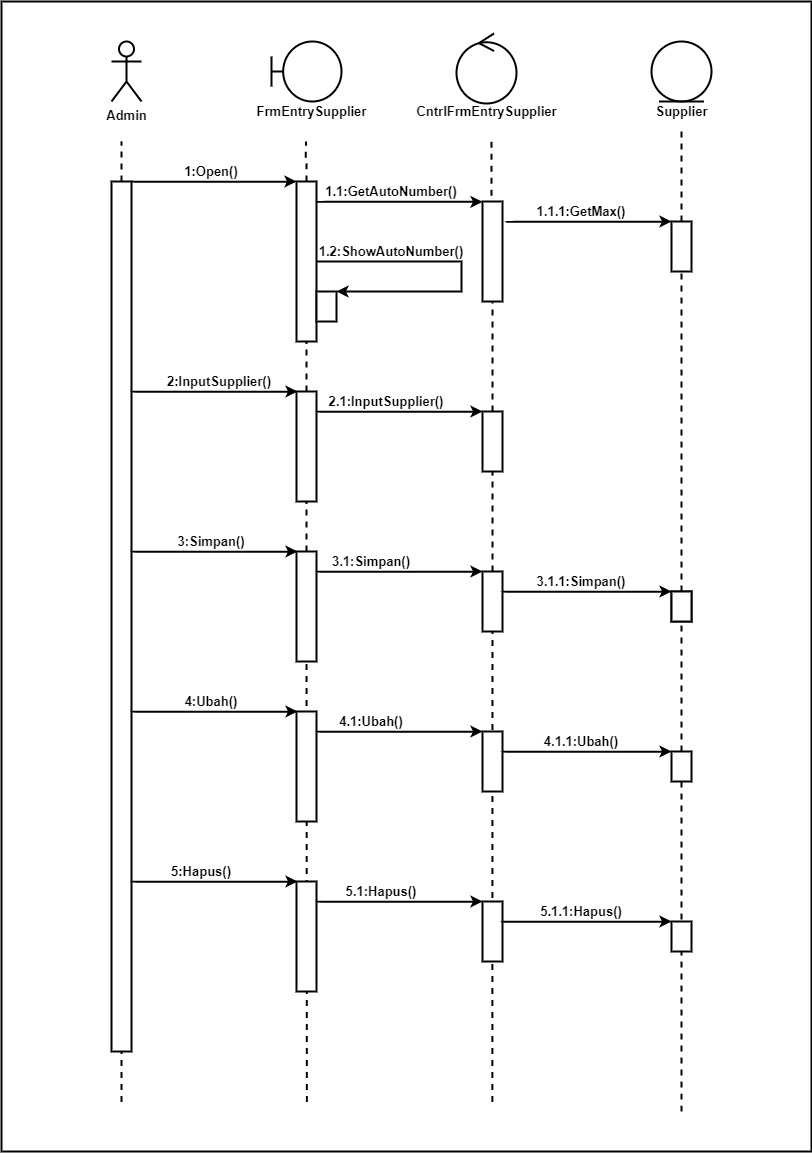 Admin
FrmEntrySupplier
CntrlFrmEntrySupplier
Supplier
1:Open()
1.1:GetAutoNumber()
1.1.1:GetMax()
1.2:ShowAutoNumber()
2:InputSupplier()
2.1:InputSupplier()
3:Simpan()
3.1:Simpan()
3.1.1:Simpan()
4:Ubah()
4.1:Ubah()
4.1.1:Ubah()
5:Hapus()
5.1:Hapus()
5.1.1:Hapus()